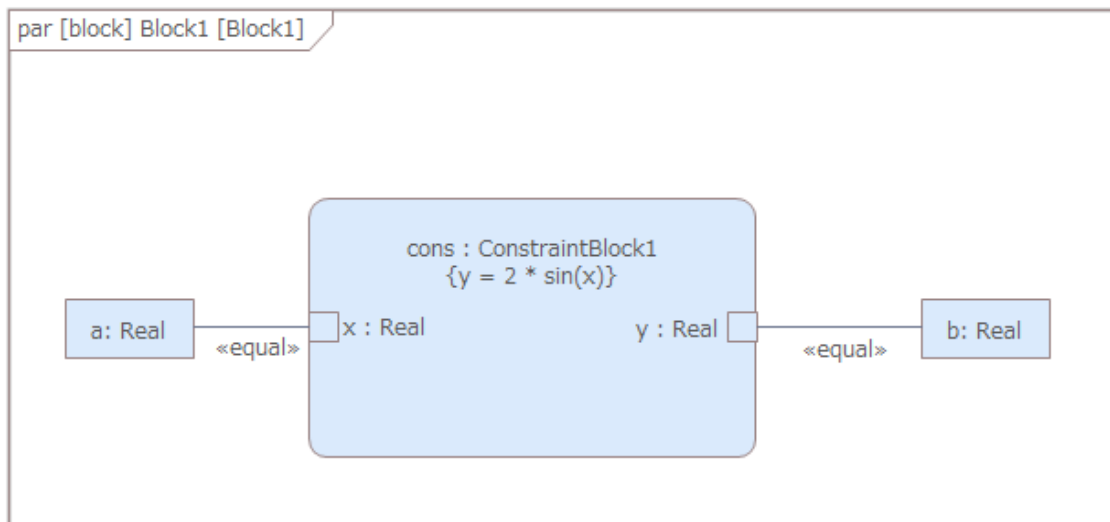 par [block] Block1 [Block1]
cons : ConstraintBlock1
{y = 2 * sin(x)}
a: Real
«equal»
x : Real
y : Real
«equal»
b: Real